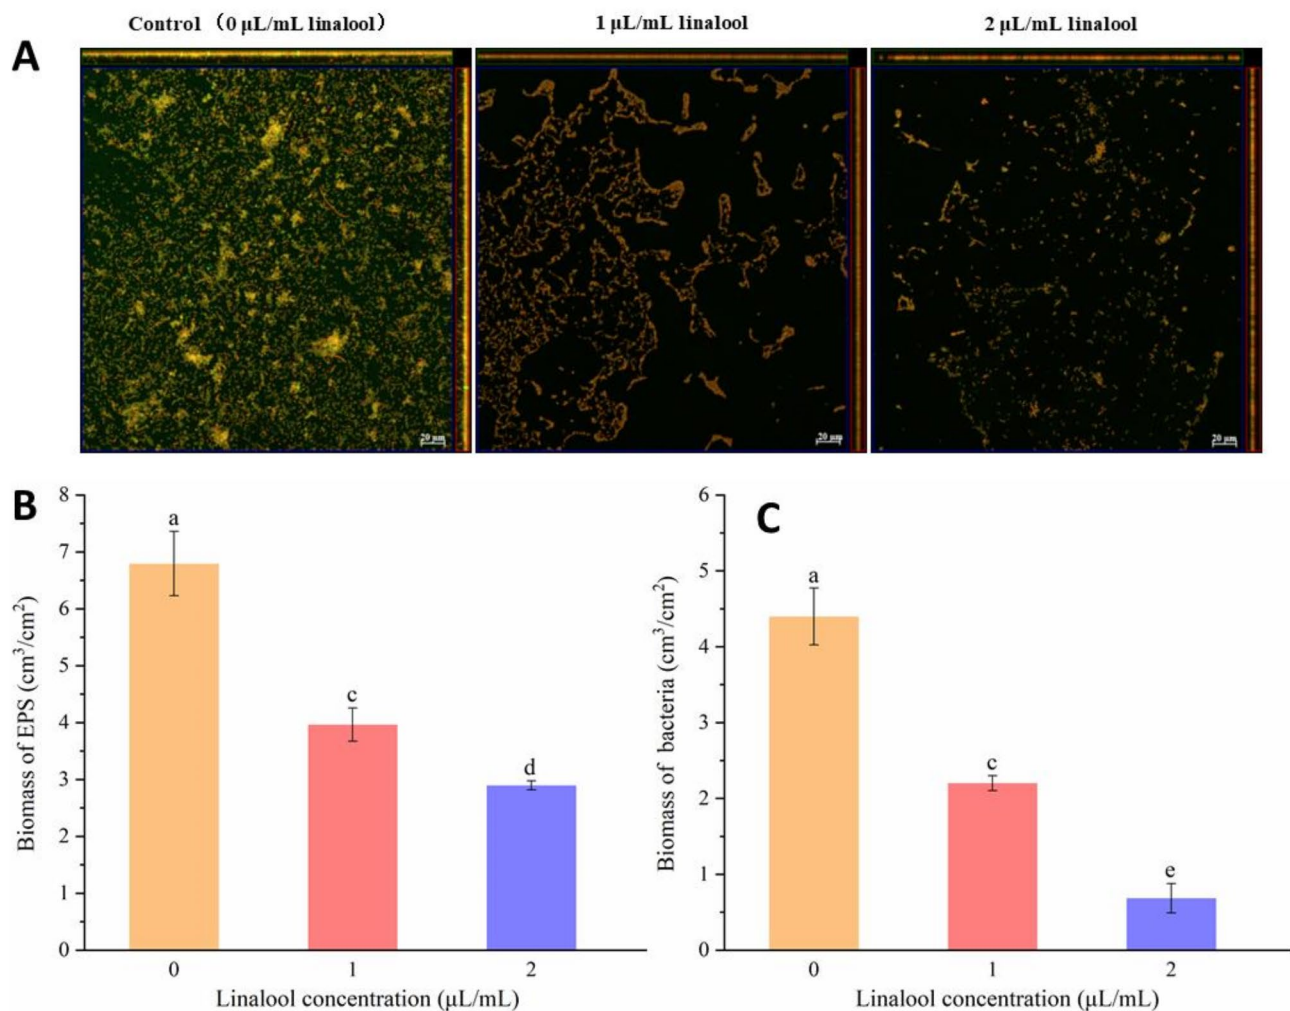 Control（0 μL/mL linalool）
1 μL/mL linalool
2 μL/mL linalool
A
20 μm
20 μm
20 μm
B
8
7
6
5
4
3
2
1
0
Biomass of EPS (cm³/cm²)
a
c
d
0
1
2
Linalool concentration (μL/mL)
C
6
5
4
3
2
1
0
Biomass of bacteria (cm³/cm²)
a
c
e
0
1
2
Linalool concentration (μL/mL)